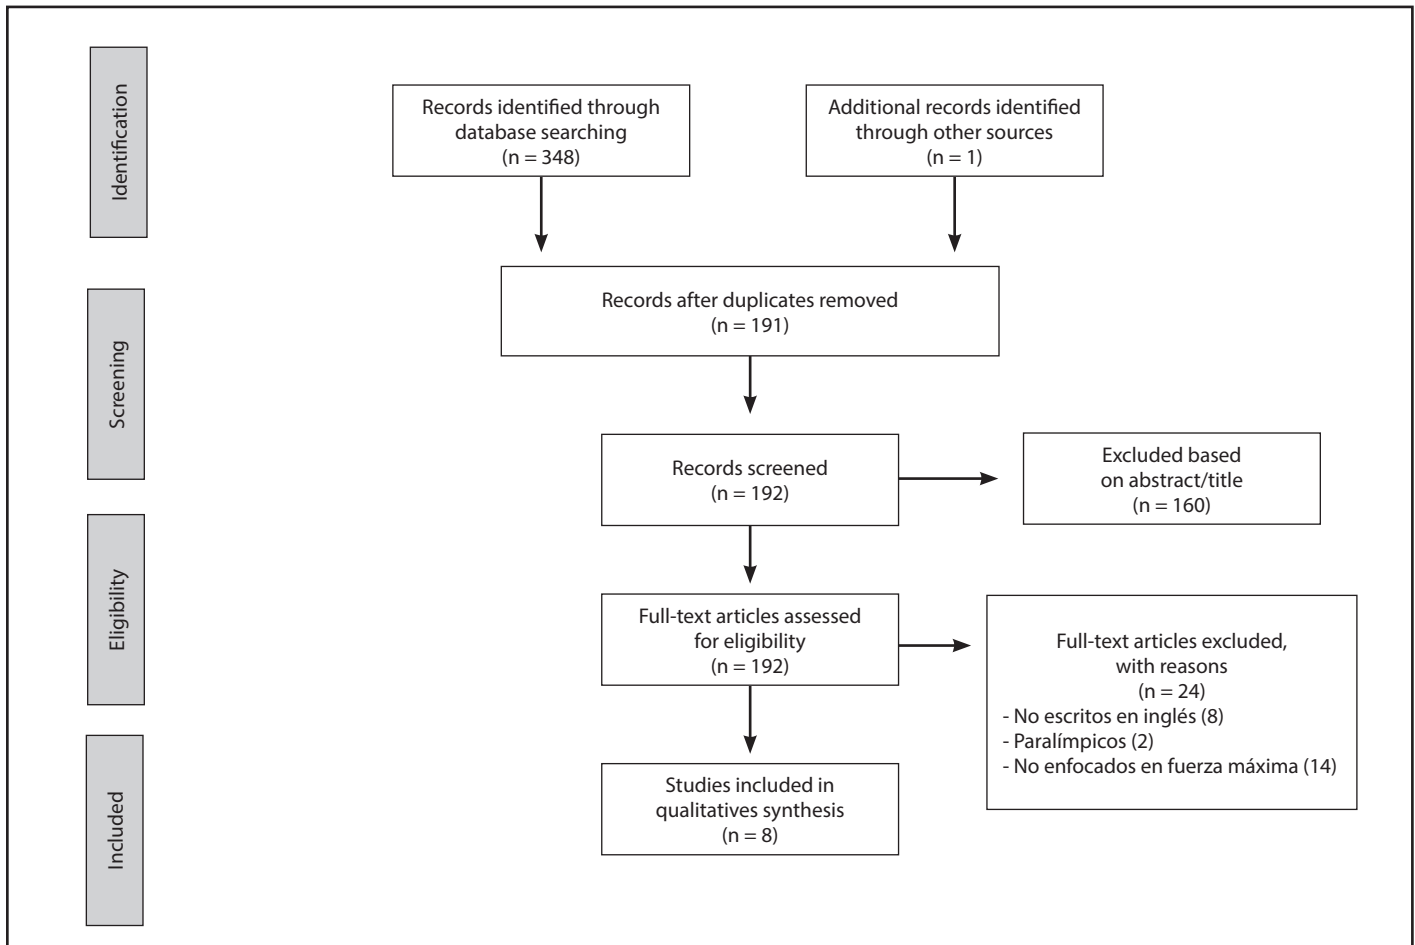 Identification
Records identified through
database searching
(n = 348)
Additional records identified
through other sources
(n = 1)
Screening
Records after duplicates removed
(n = 191)
Records screened
(n = 192)
Excluded based
on abstract/title
(n = 160)
Eligibility
Full-text articles assessed
for eligibility
(n = 192)
Full-text articles excluded,
with reasons
(n = 24)
- No escritos en inglés (8)
- Paralímpicos (2)
- No enfocados en fuerza máxima (14)
Included
Studies included in
qualitatives synthesis
(n = 8)